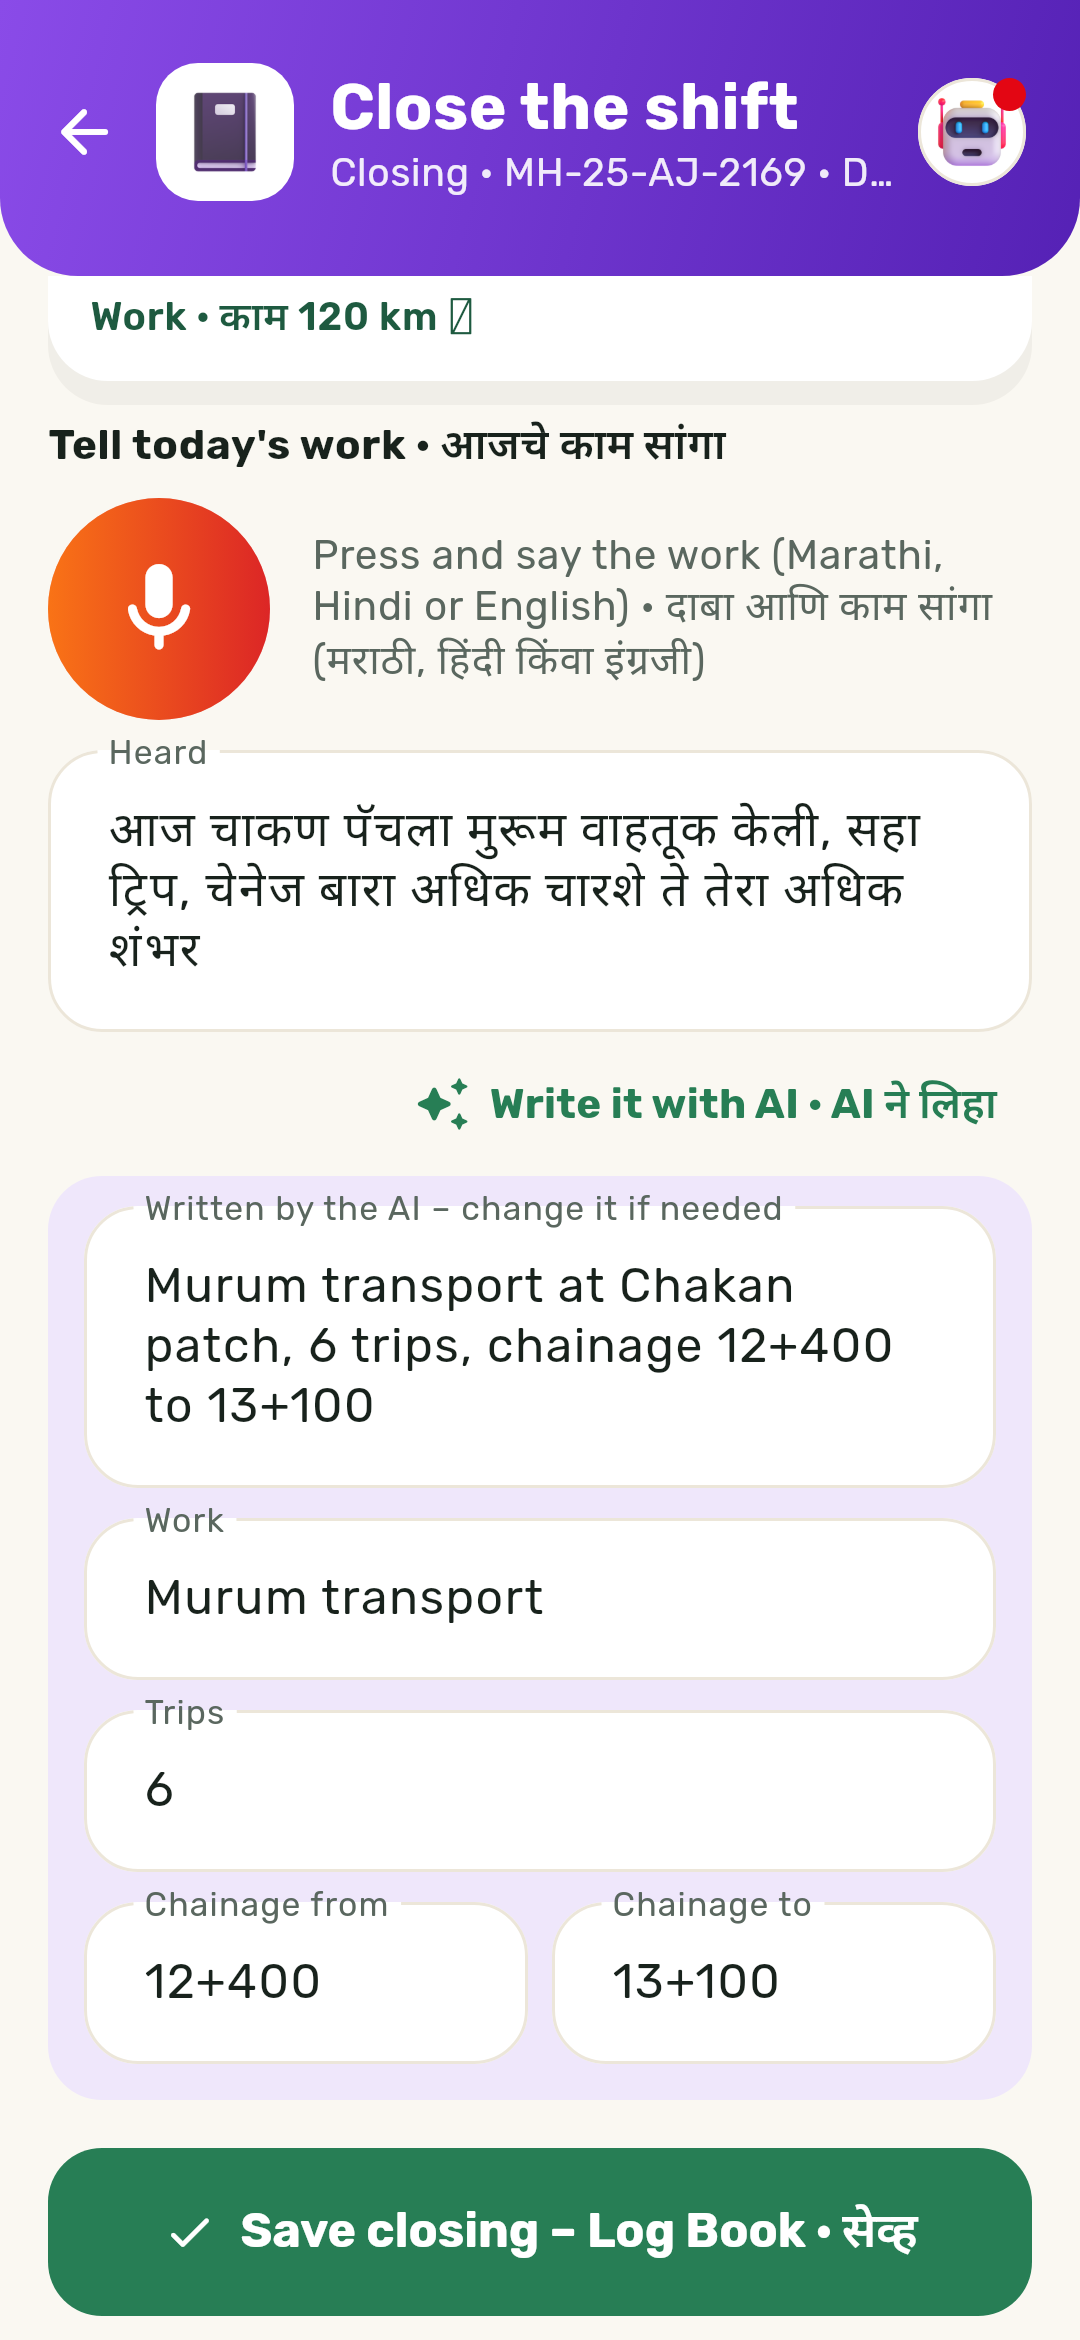 Close the shift
Closing • MH-25-AJ-2169 • D...
Work • काम 120 km
Tell today's work • आजचे काम सांगा
Press and say the work (Marathi,
Hindi or English) • दाबा आणि काम सांगा
(मराठी, हिंदी किंवा इंग्रजी)
Heard
आज चाकण पॅचला मुरूम वाहतूक केली, सहा
ट्रिप, चेनेज बारा अधिक चारशे ते तेरा अधिक
शंभर
Write it with AI • AI ने लिहा
Written by the AI – change it if needed
Murum transport at Chakan
patch, 6 trips, chainage 12+400
to 13+100
Work
Murum transport
Trips
6
Chainage from
12+400
Chainage to
13+100
Save closing – Log Book • सेव्ह